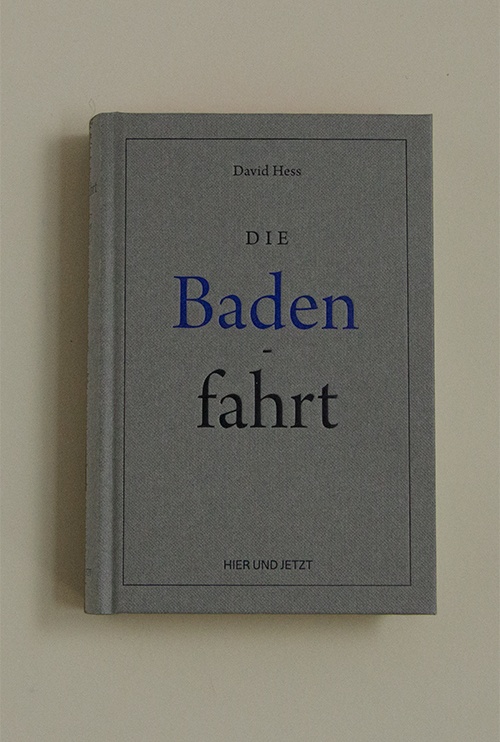 David Hess
DIE
Baden
-
fahrt
HIER UND JETZT